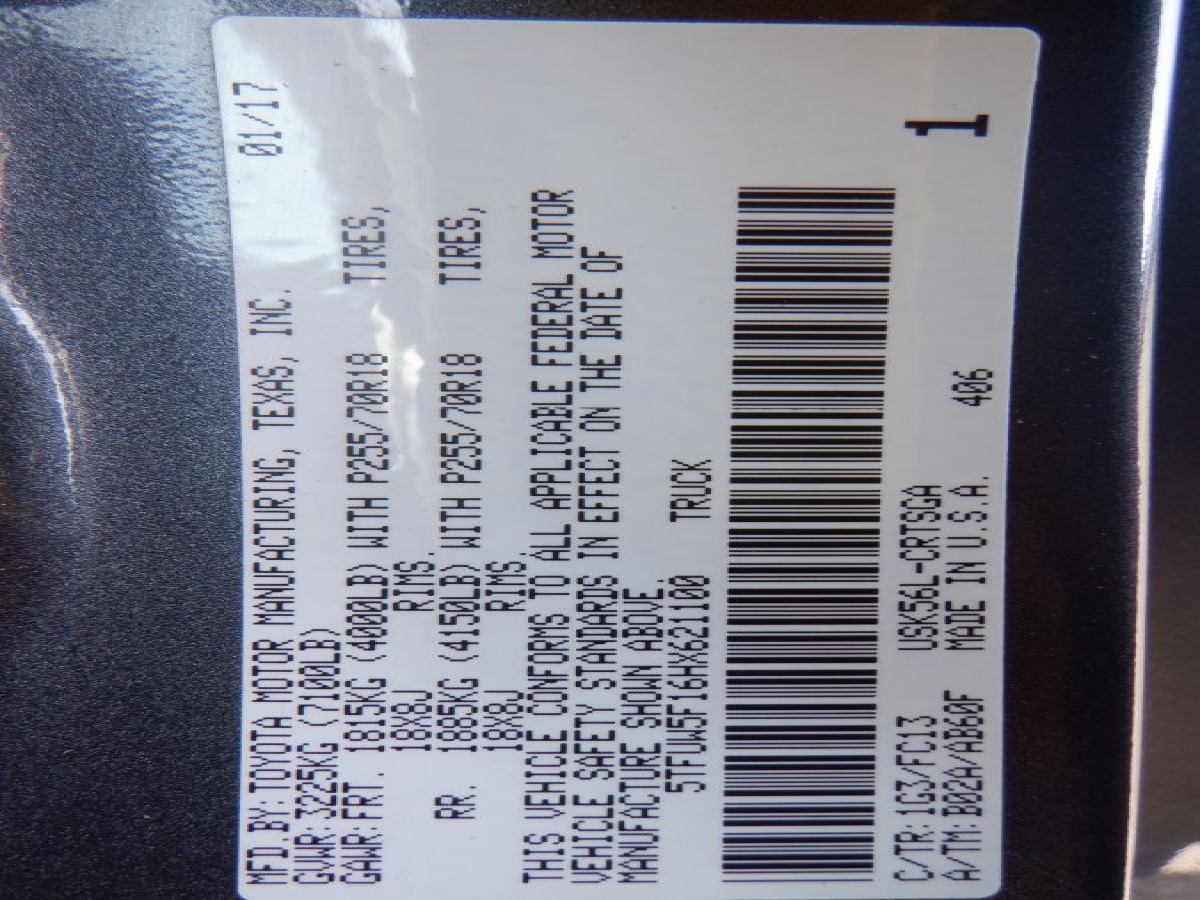 MFD BY: TOYOTA MOTOR MANUFACTURING, TEXAS, INC. 01/17
GVWR: 3225KG (7100LB)
GAWR: FRT. 1815KG (4000LB) WITH P255/70R18 TIRES,
18X8J RIMS.
RR. 1885KG (4150LB) WITH P255/70R18 TIRES,
18X8J RIMS.
THIS VEHICLE CONFORMS TO ALL APPLICABLE FEDERAL MOTOR
VEHICLE SAFETY STANDARDS IN EFFECT ON THE DATE OF
MANUFACTURE SHOWN ABOVE.
5TFUW5F16HX621100 TRUCK
C/TR: 1G3/FC13 USK56L-CRTSGA 1
A/TM: B02A/AB60F MADE IN U.S.A. 406